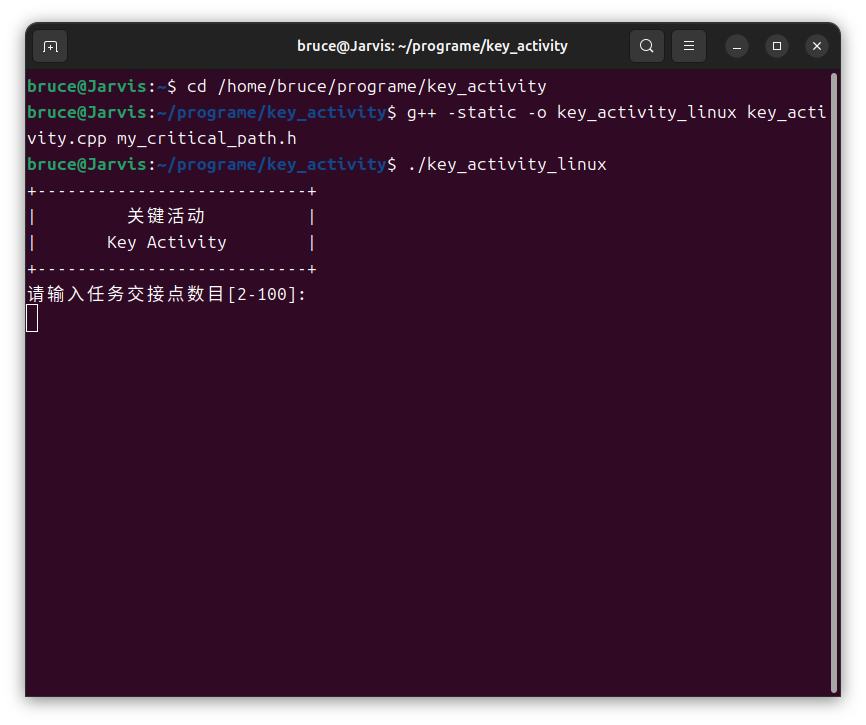 bruce@Jarvis: ~/programe/key_activity
bruce@Jarvis:~$ cd /home/bruce/programe/key_activity
bruce@Jarvis:~/programe/key_activity$ g++ -static -o key_activity_linux key_acti
vity.cpp my_critical_path.h
bruce@Jarvis:~/programe/key_activity$ ./key_activity_linux
+---------------------------+
|         关键活动          |
|       Key Activity        |
+---------------------------+
请输入任务交接点数目[2-100]: